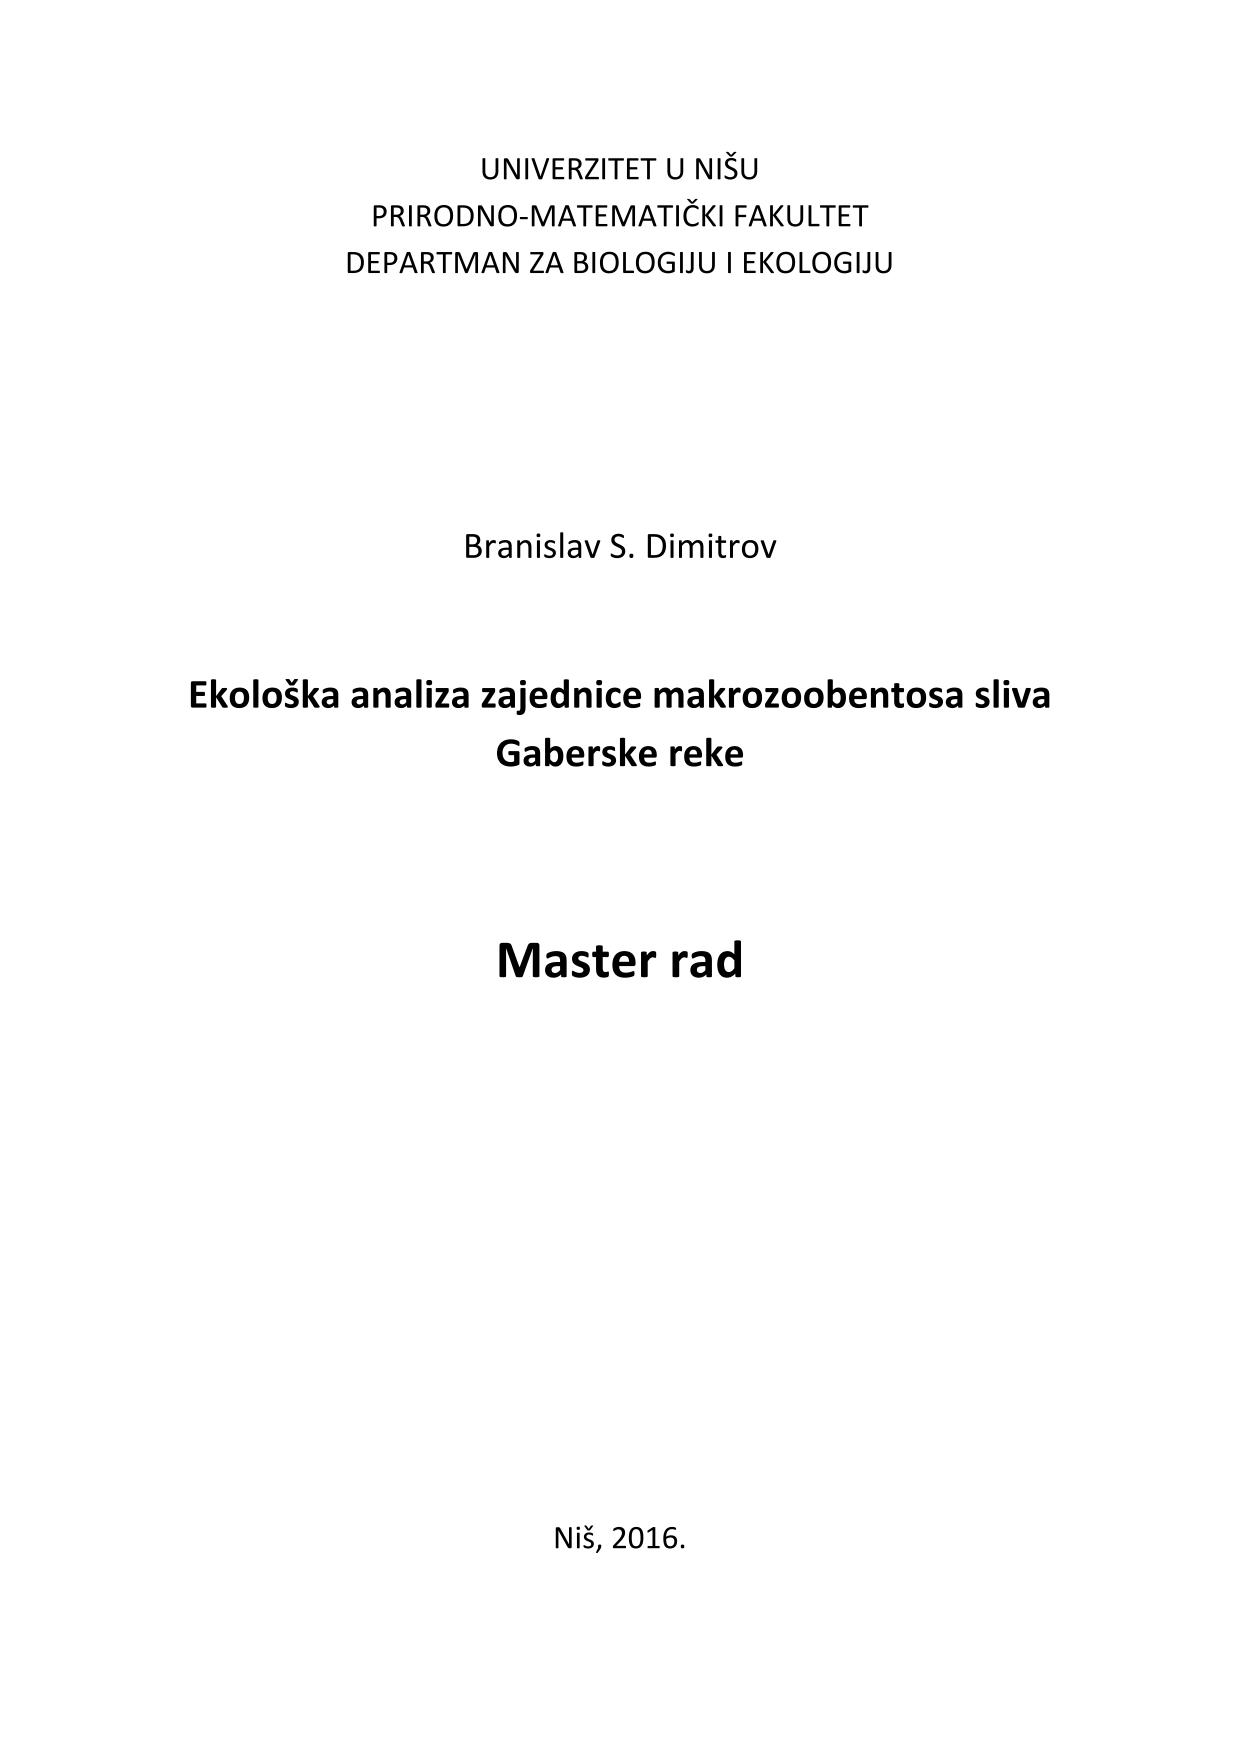 UNIVERZITET U NIŠU
PRIRODNO-MATEMATIČKI FAKULTET
DEPARTMAN ZA BIOLOGIJU I EKOLOGIJU
Branislav S. Dimitrov
Ekološka analiza zajednice makrozoobentosa sliva
Gaberske reke
Master rad
Niš, 2016.